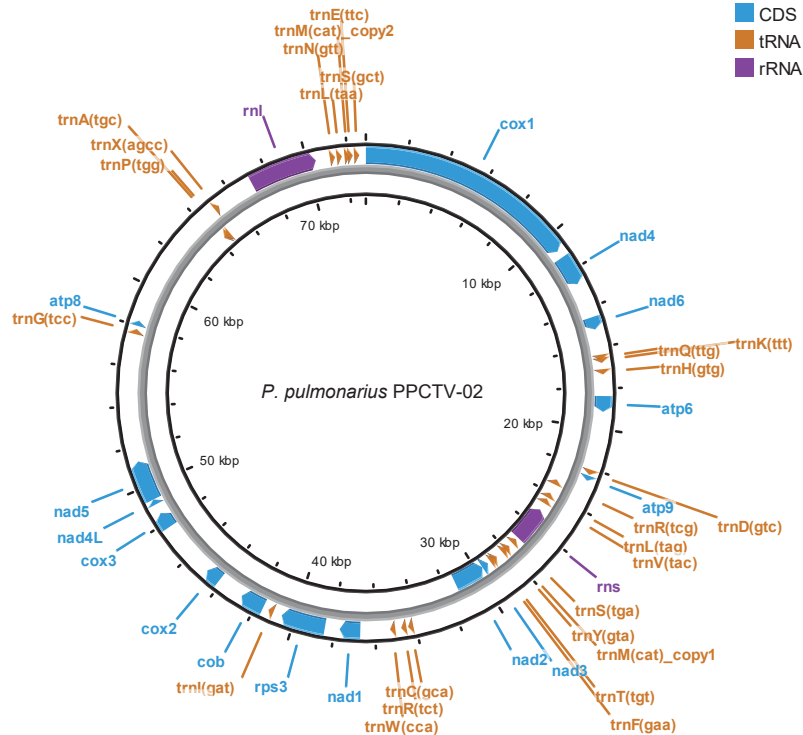 CDS
tRNA
rRNA
trnE(ttc)
trnM(cat)_copy2
trnN(gtt)
trnS(gct)
trnL(taa)
rnl
cox1
trnA(tgc)
trnX(agcc)
trnP(tgg)
nad4
70 kbp
10 kbp
nad6
atp8
trnG(tcc)
60 kbp
trnK(ttt)
trnQ(ttg)
trnH(gtg)
P. pulmonarius PPCTV-02
atp6
20 kbp
50 kbp
nad5
nad4L
cox3
atp9
trnD(gtc)
trnR(tcg)
trnL(tag)
trnV(tac)
30 kbp
40 kbp
rns
trnS(tga)
cox2
trnY(gta)
trnM(cat)_copy1
nad2
nad3
cob
trnI(gat)
rps3
nad1
trnC(gca)
trnR(tct)
trnW(cca)
trnT(tgt)
trnF(gaa)